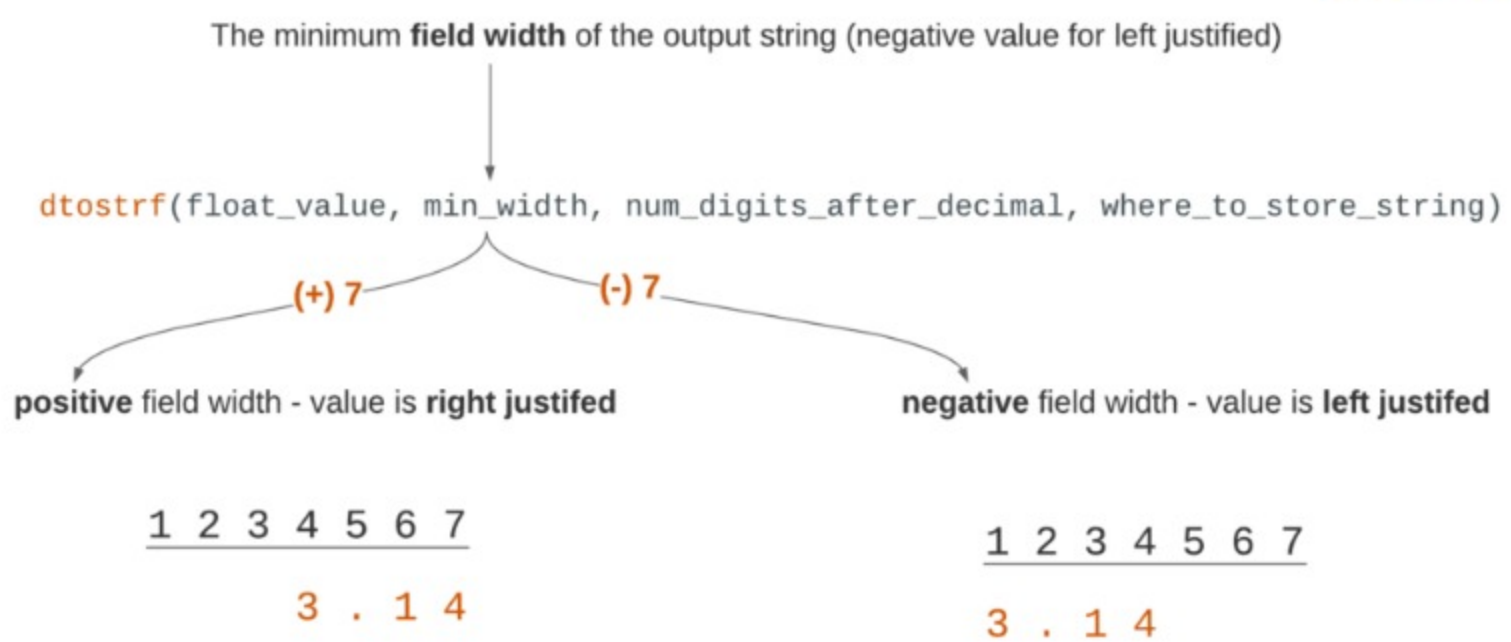 The minimum field width of the output string (negative value for left justified)
dtostrf(float_value, min_width, num_digits_after_decimal, where_to_store_string)
(+) 7
(-) 7
positive field width - value is right justifed
negative field width - value is left justifed
1 2 3 4 5 6 7
3 . 1 4
1 2 3 4 5 6 7
3 . 1 4